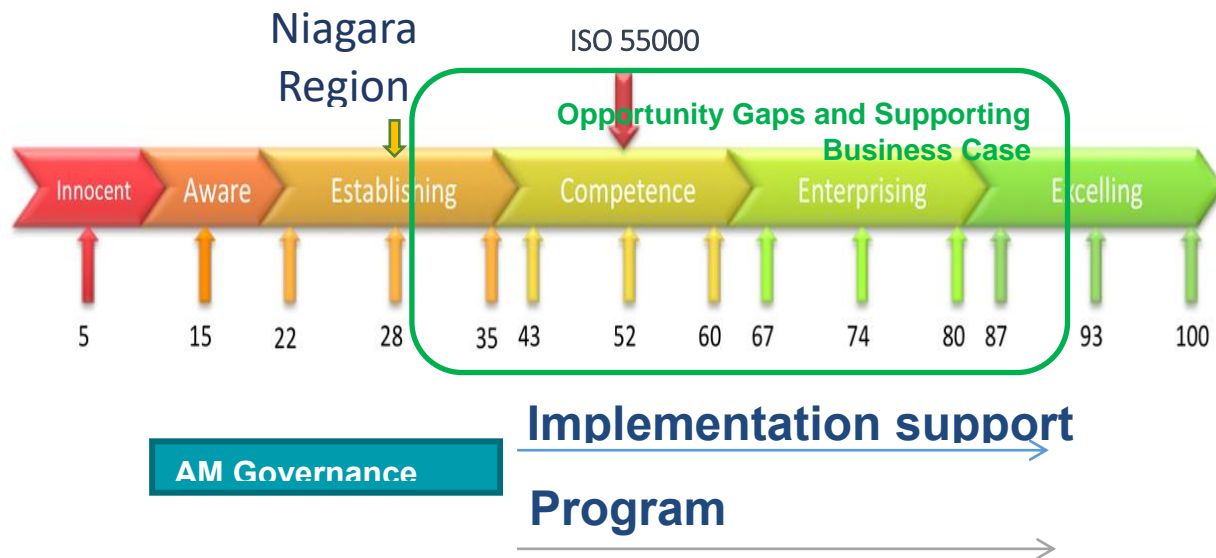 Niagara
Region
ISO 55000
Opportunity Gaps and Supporting
Business Case
Innocent
Aware
Establishing
Competence
Enterprising
Excelling
5
15
22
28
35
43
52
60
67
74
80
87
93
100
Implementation support
AM Governance
Program